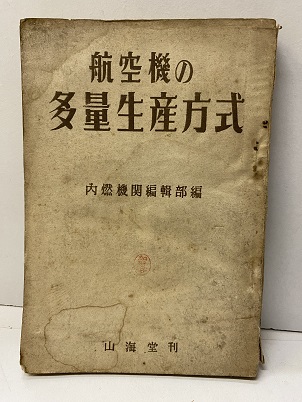 航空機の
多量生産方式
内燃機関編輯部編
山海堂刊